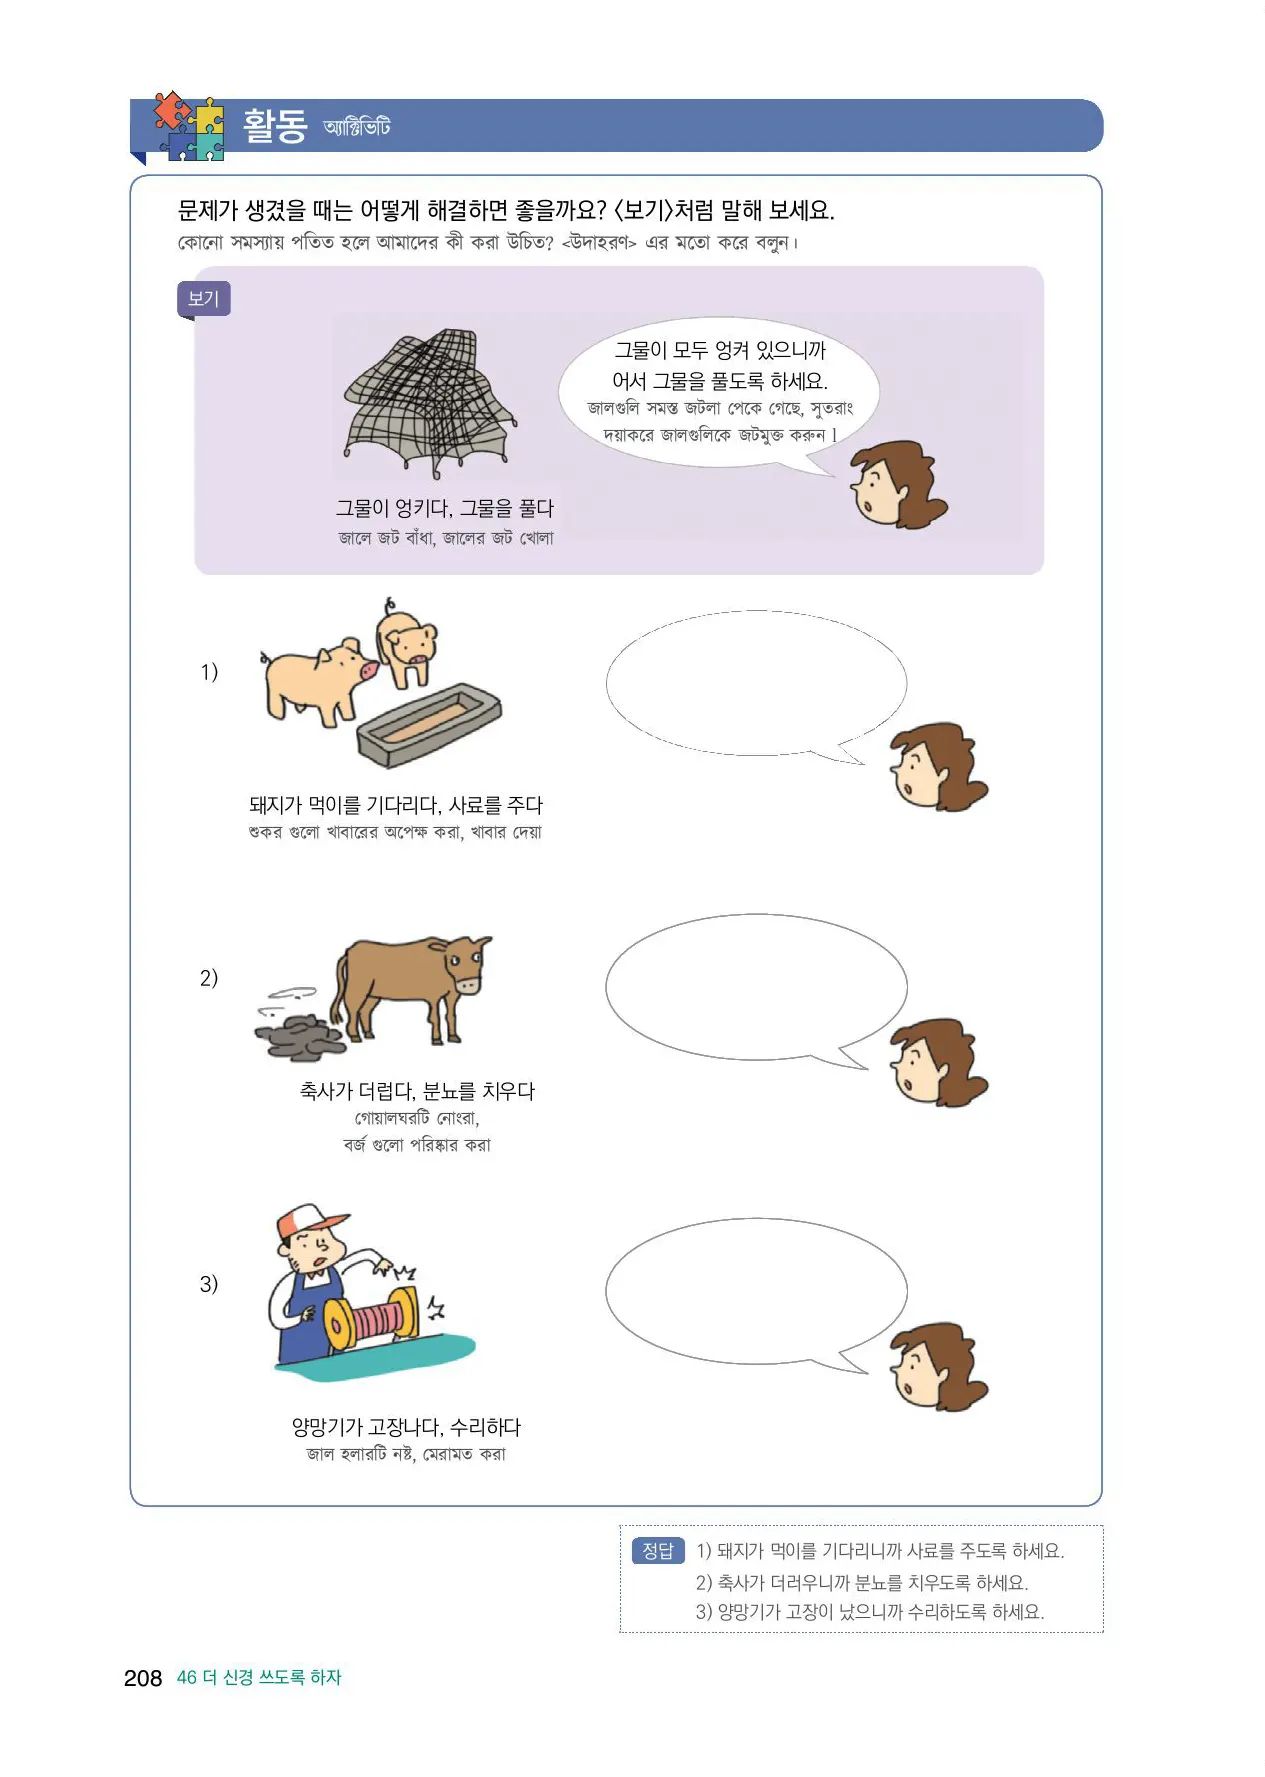 활동 অ্যাক্টিভিটি
문제가 생겼을 때는 어떻게 해결하면 좋을까요? 〈보기〉처럼 말해 보세요.
কোনো সমস্যায় পতিত হলে আমাদের কী করা উচিত? <উদাহরণ> এর মতো করে বলুন।
보기
그물이 모두 엉켜 있으니까
어서 그물을 풀도록 하세요.
জালগুলি সমস্ত জটলা পেকে গেছে, সুতরাং
দয়াকরে জালগুলিকে জটমুক্ত করুন l
그물이 엉키다, 그물을 풀다
জালে জট বাঁধা, জালের জট খোলা
1)
돼지가 먹이를 기다리다, 사료를 주다
শুকর গুলো খাবারের অপেক্ষ করা, খাবার দেয়া
2)
축사가 더럽다, 분뇨를 치우다
গোয়ালঘরটি নোংরা,
বর্জ গুলো পরিষ্কার করা
3)
양망기가 고장나다, 수리하다
জাল হলারটি নষ্ট, মেরামত করা
정답 1) 돼지가 먹이를 기다리니까 사료를 주도록 하세요.
2) 축사가 더러우니까 분뇨를 치우도록 하세요.
3) 양망기가 고장이 났으니까 수리하도록 하세요.
208 46 더 신경 쓰도록 하자